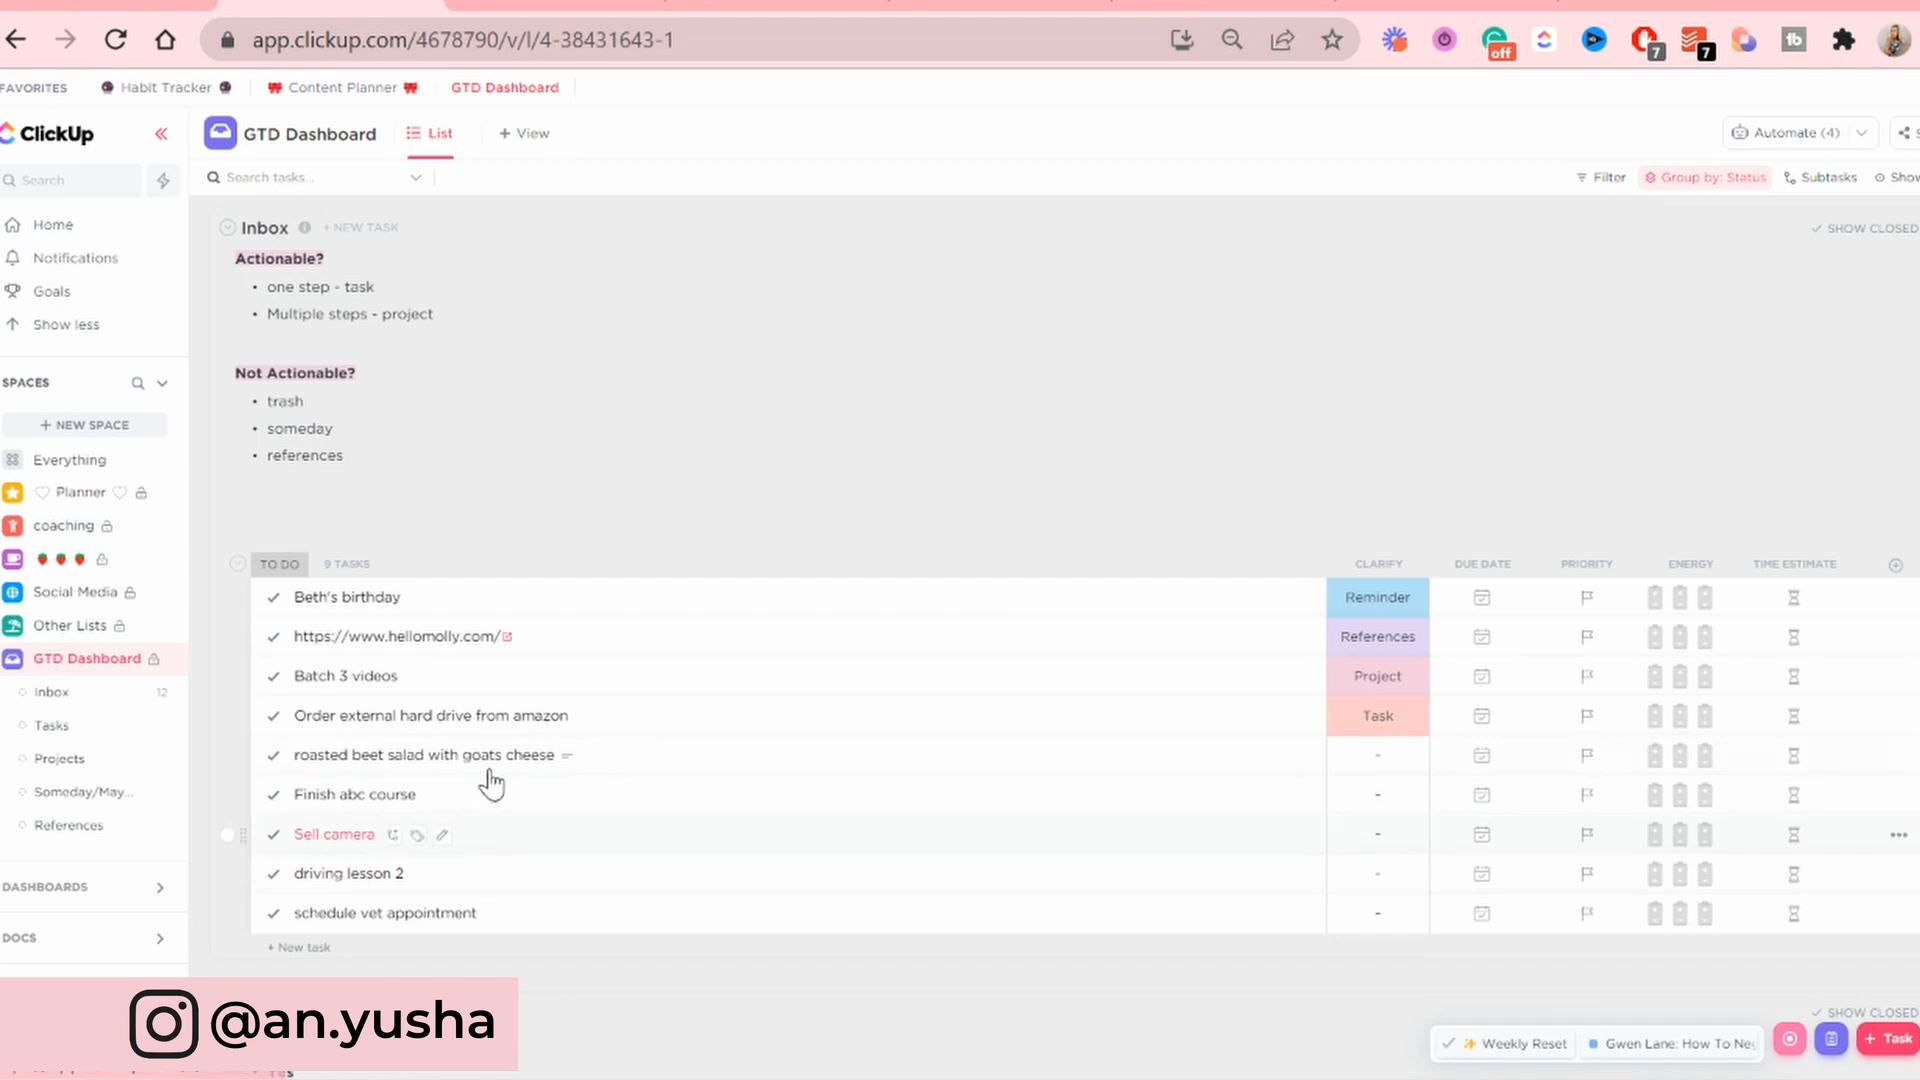 app.clickup.com/4678790/v/l/4-38431643-1
off
7
7
fb
FAVORITES
Habit Tracker
Content Planner
GTD Dashboard
ClickUp
GTD Dashboard
List
+ View
Automate (4)
Search
Search tasks...
Filter
Group by: Status
Subtasks
Home
Notifications
Goals
Show less
Inbox
+ NEW TASK
SHOW CLOSED
Actionable?
• one step - task
• Multiple steps - project
Not Actionable?
• trash
• someday
• references
SPACES
+ NEW SPACE
Everything
Planner
coaching
Social Media
Other Lists
GTD Dashboard
Inbox 12
Tasks
Projects
Someday/May...
References
DASHBOARDS
DOCS
TO DO 9 TASKS CLARIFY DUE DATE PRIORITY ENERGY TIME ESTIMATE
Beth's birthday Reminder
https://www.hellomolly.com/ References
Batch 3 videos Project
Order external hard drive from amazon Task
roasted beet salad with goats cheese -
Finish abc course -
Sell camera -
driving lesson 2 -
schedule vet appointment -
+ New task
@an.yusha
SHOW CLOSED
Weekly Reset
Gwen Lane: How To
+ Task